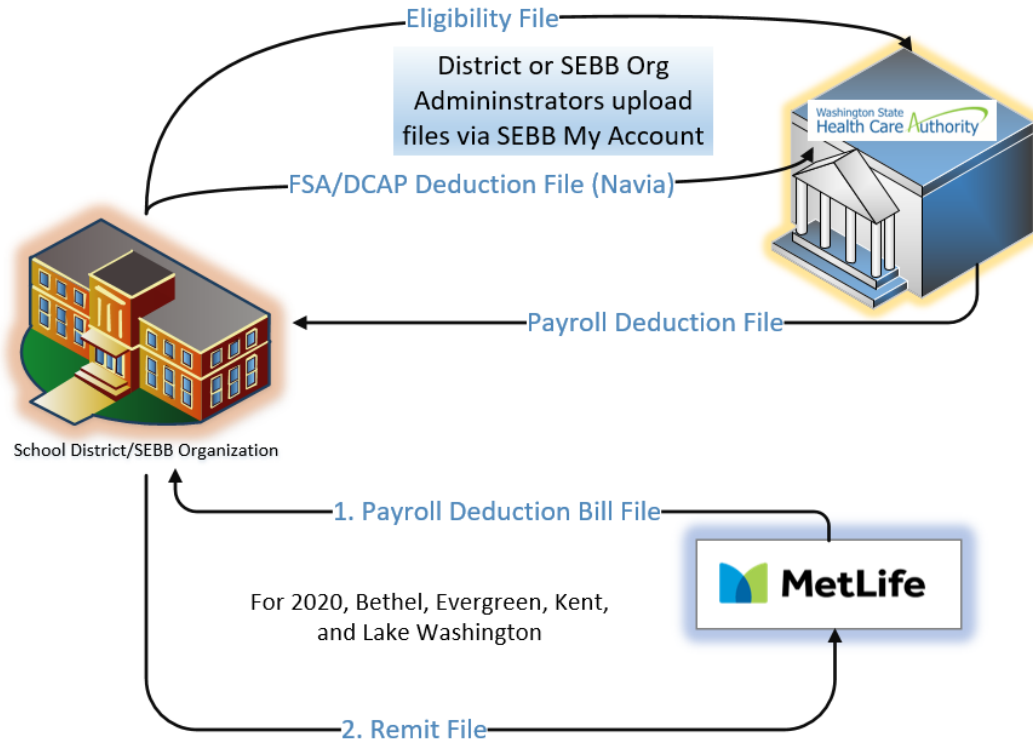 Eligibility File
District or SEBB Org
Admininstrators upload
files via SEBB My Account
Washington State
Health Care Authority
FSA/DCAP Deduction File (Navia)
Payroll Deduction File
School District/SEBB Organization
1. Payroll Deduction Bill File
MetLife
For 2020, Bethel, Evergreen, Kent,
and Lake Washington
2. Remit File